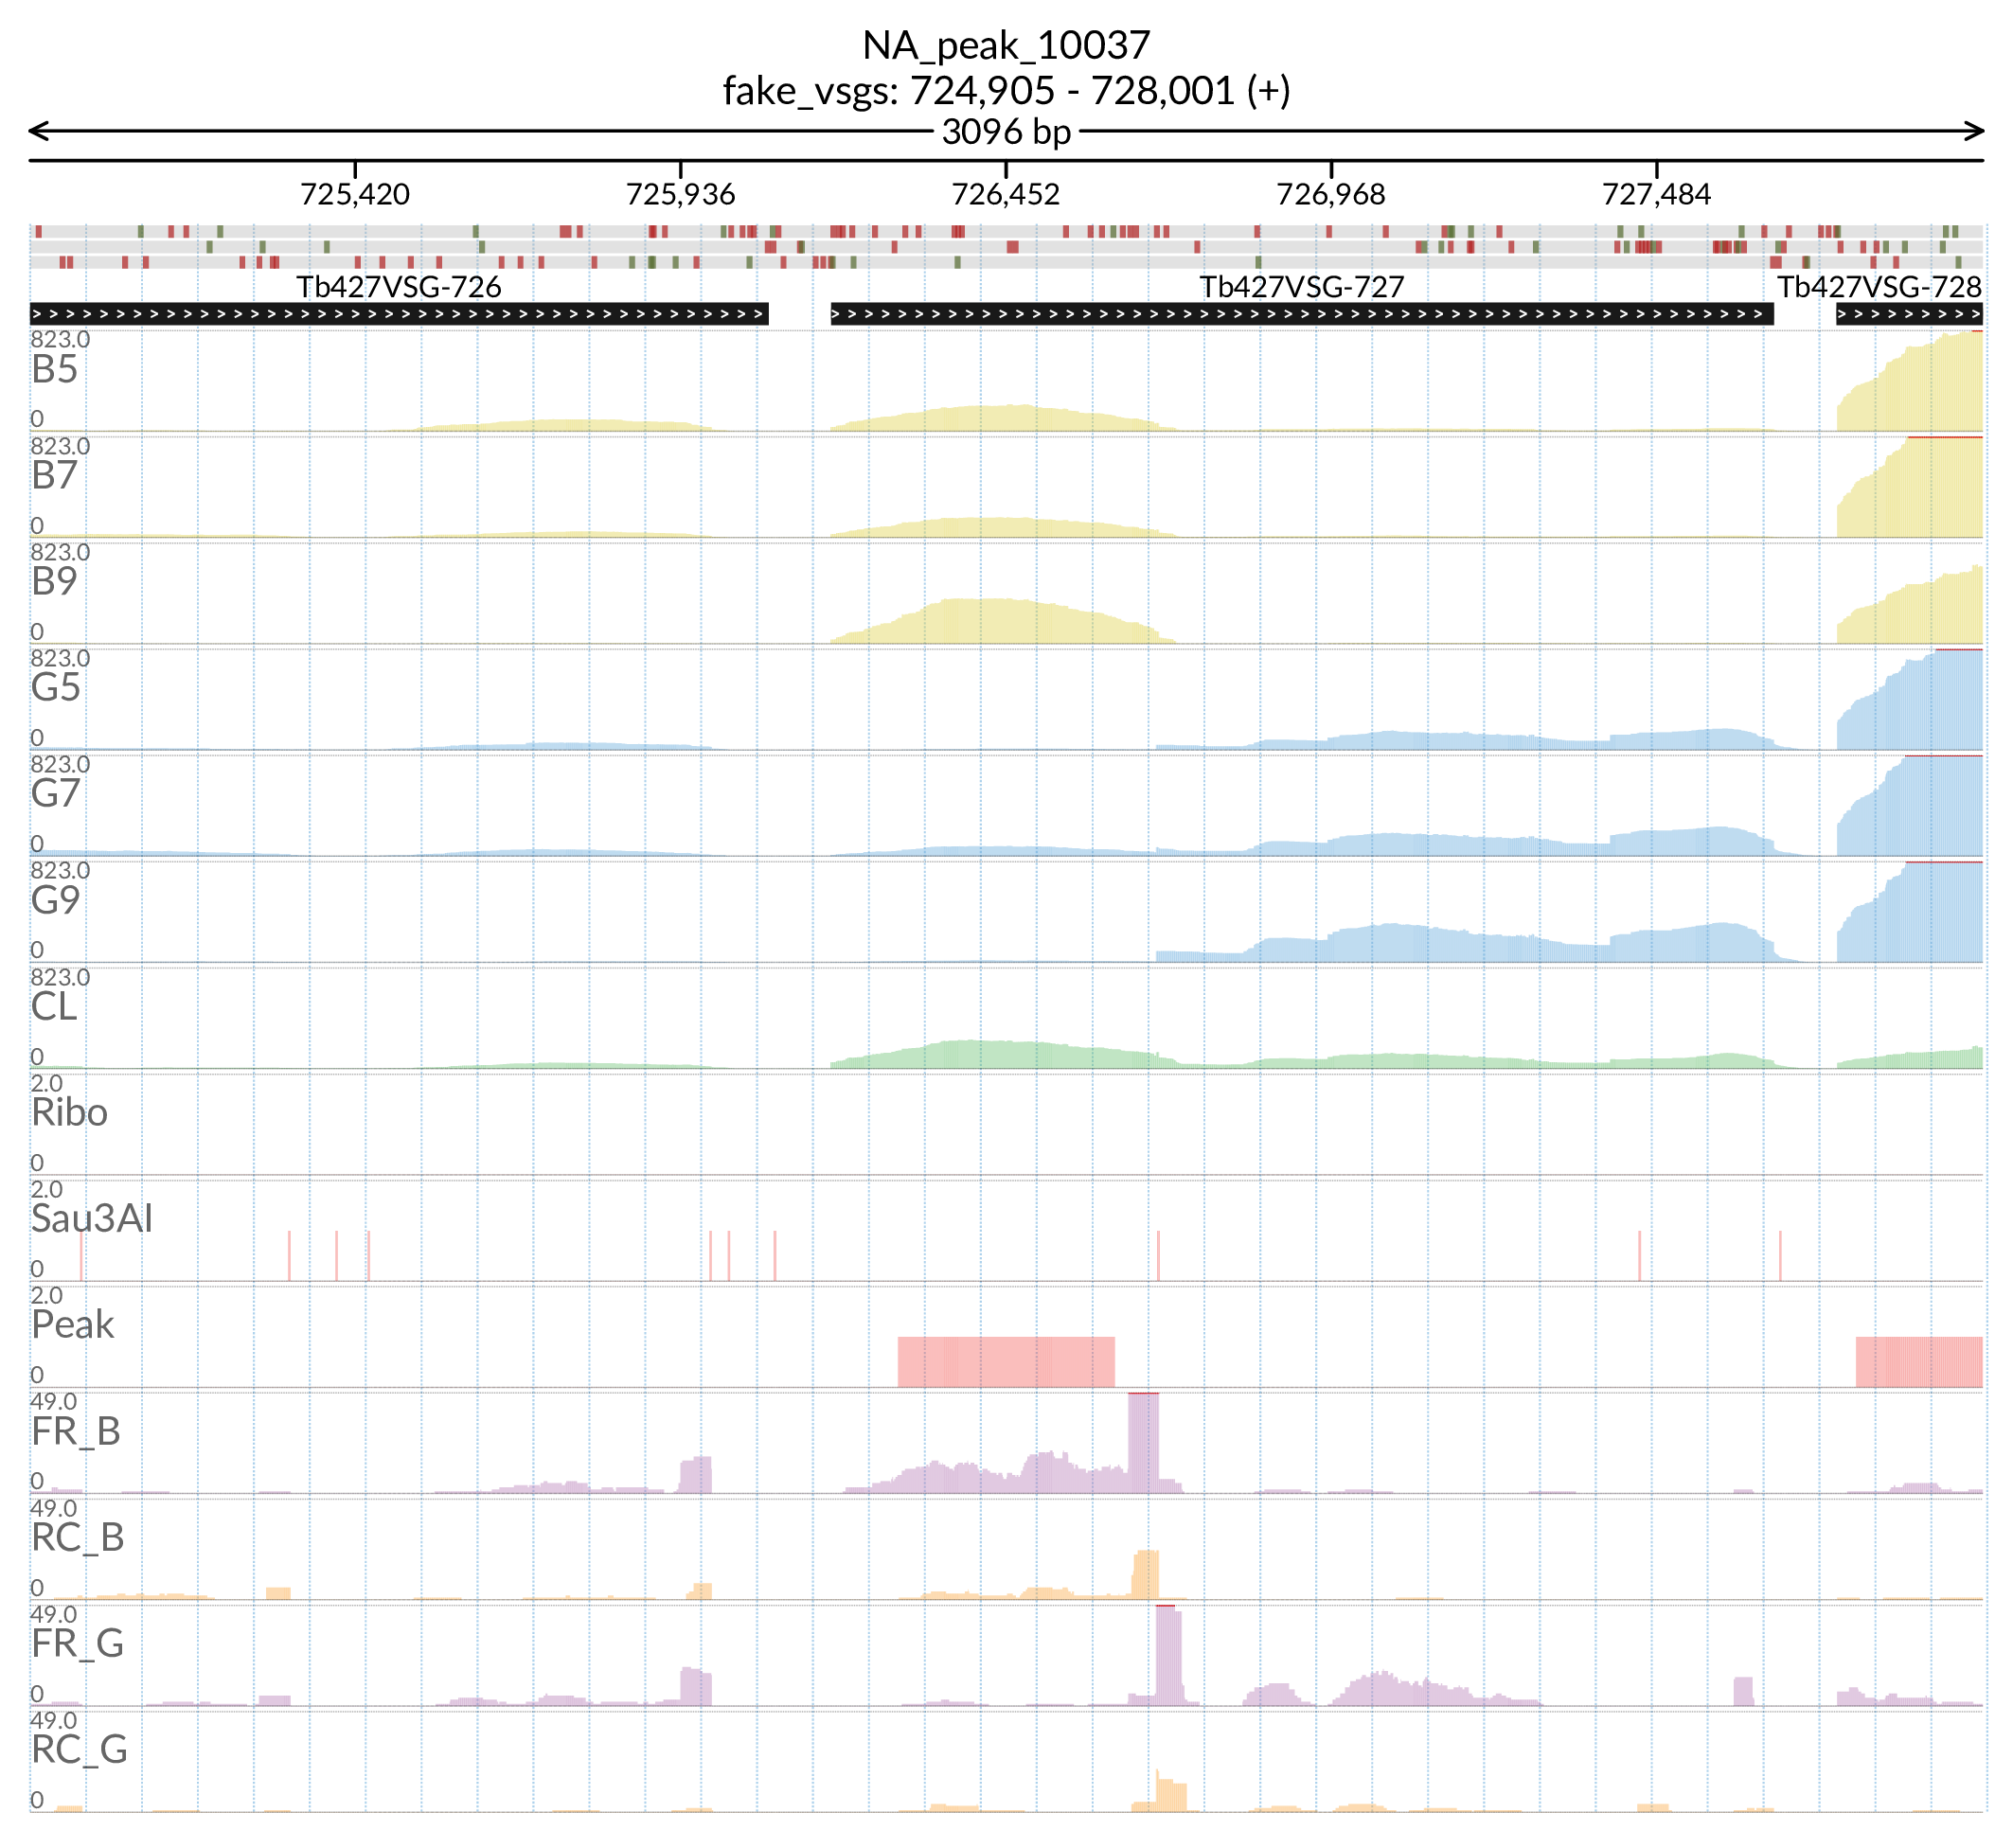 NA_peak_10037
fake_vsgs: 724,905 - 728,001 (+)
3096 bp
725,420 725,936 726,452 726,968 727,484
Tb427VSG-726 Tb427VSG-727 Tb427VSG-728
823.0
B5
0
823.0
B7
0
823.0
B9
0
823.0
G5
0
823.0
G7
0
823.0
G9
0
823.0
CL
0
2.0
Ribo
0
2.0
Sau3AI
0
2.0
Peak
0
49.0
FR_B
0
49.0
RC_B
0
49.0
FR_G
0
49.0
RC_G
0